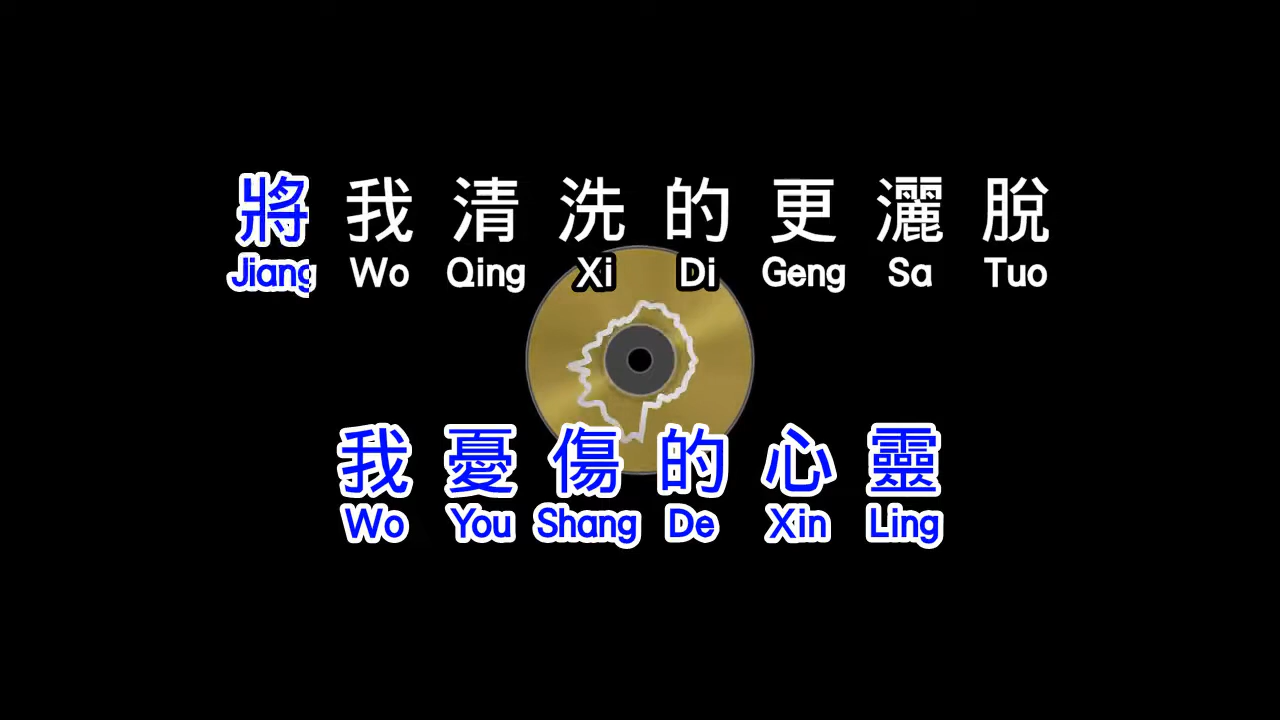 將 我 清 洗 的 更 灑 脫
Jiang Wo Qing Xi Di Geng Sa Tuo
我 憂 傷 的 心 靈
Wo You Shang De Xin Ling